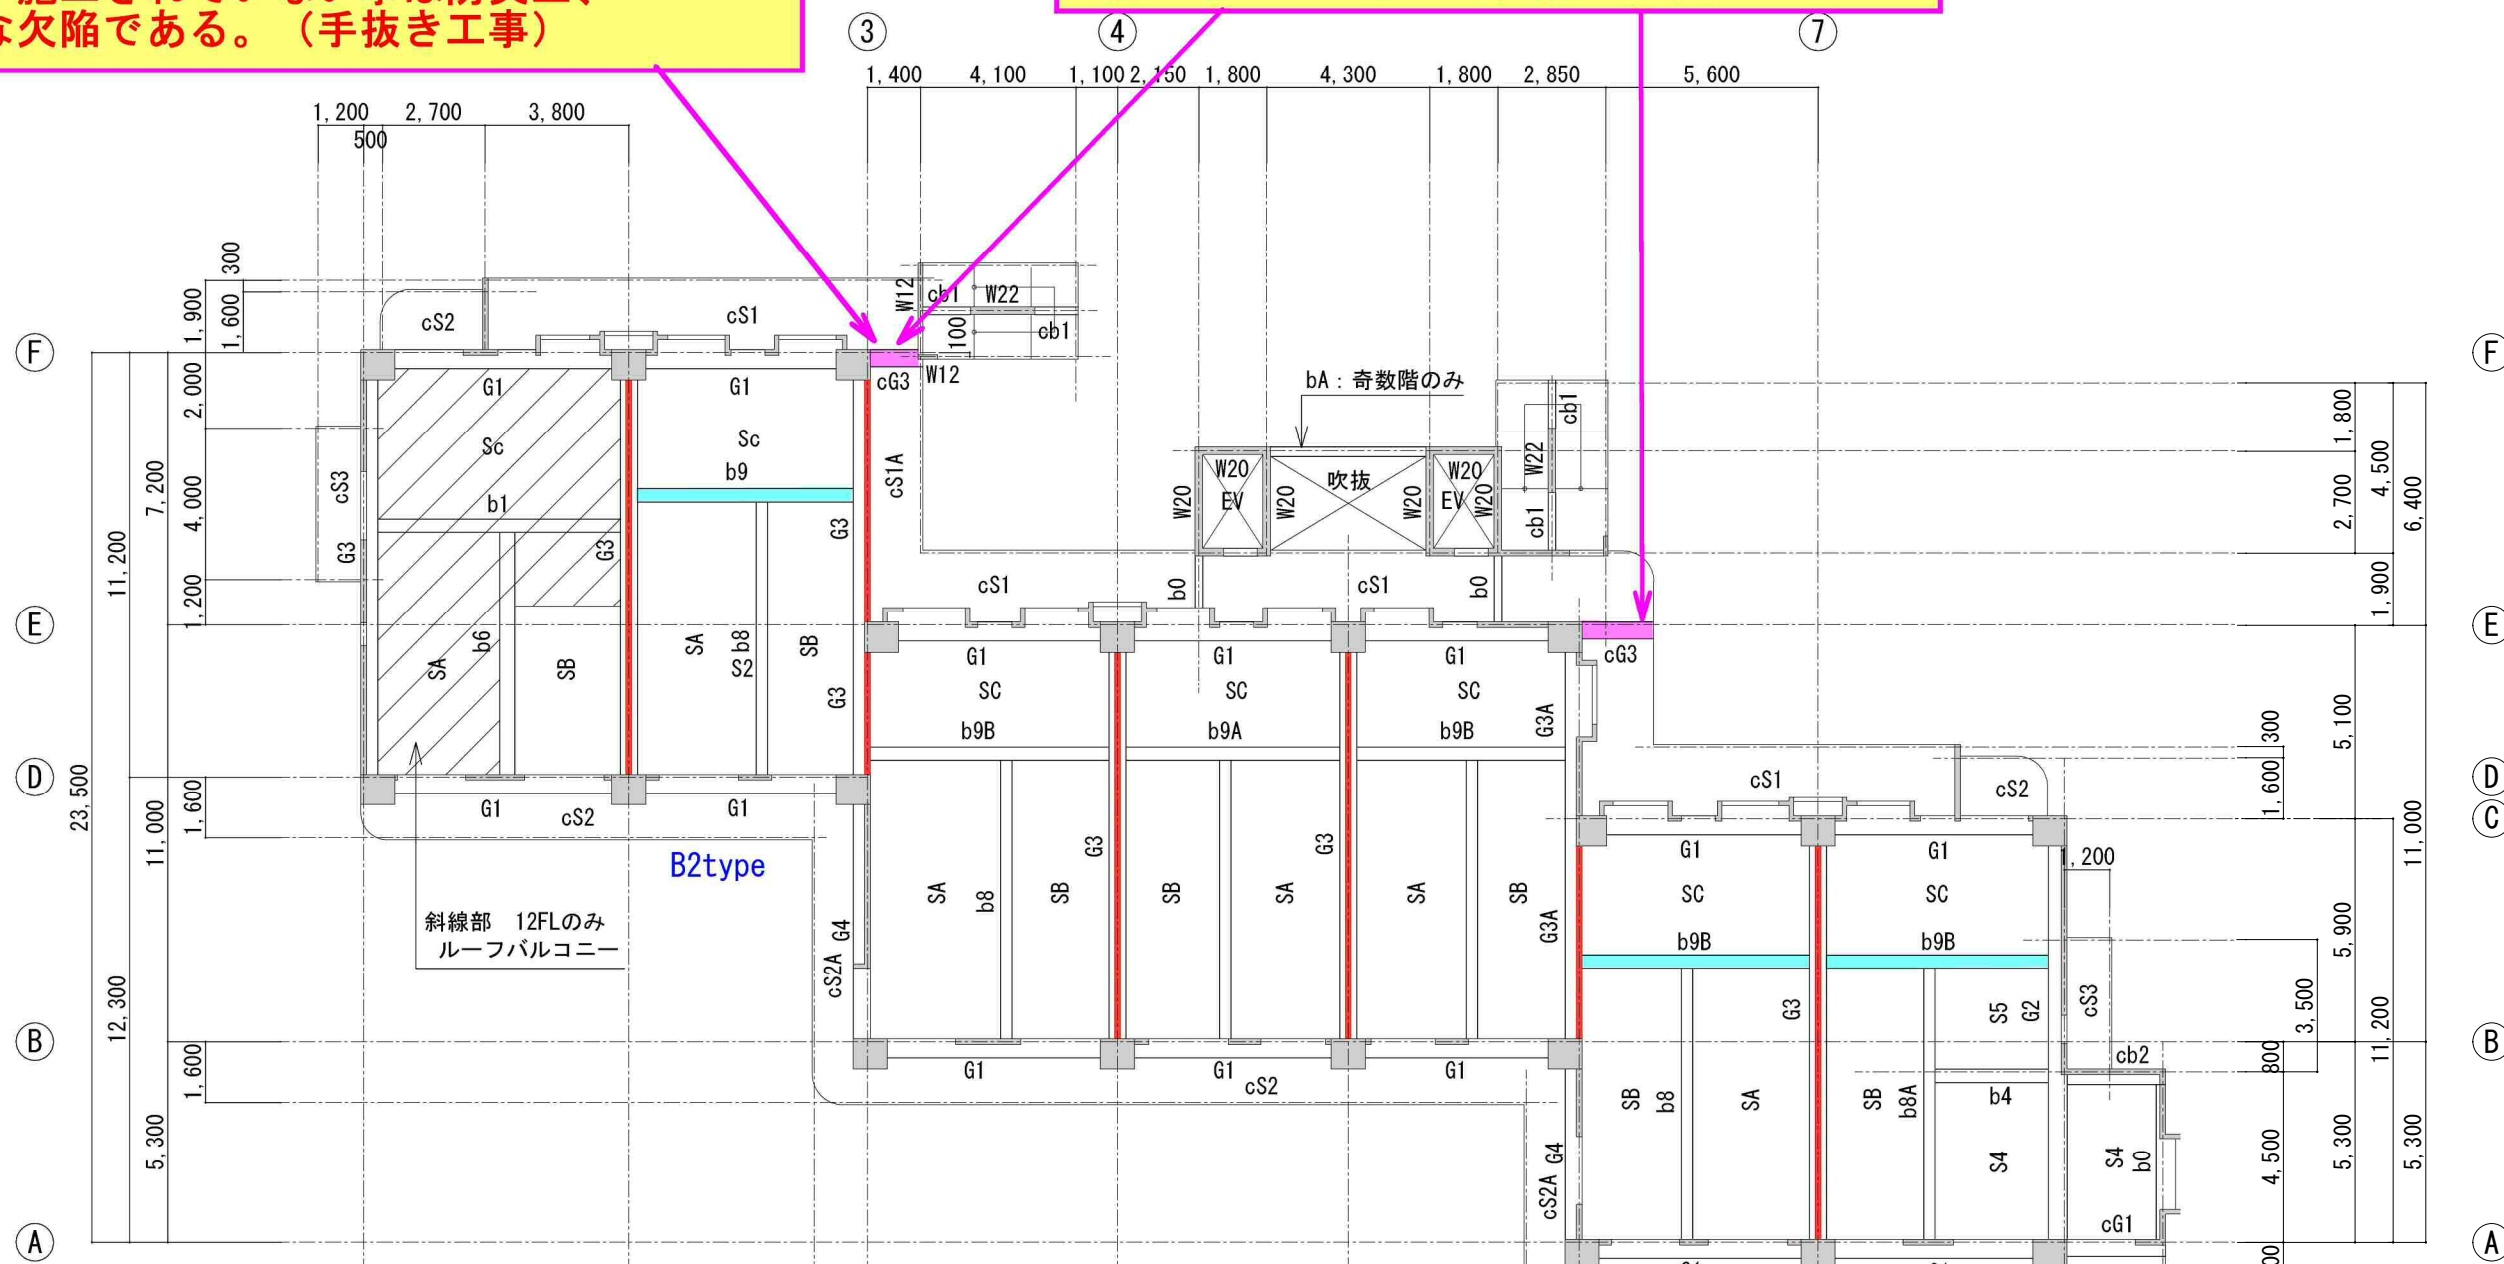 な欠陥である。（手抜き工事）
③ ④ ⑦
1,400 4,100 1,100 2,150 1,800 4,300 1,800 2,850 5,600
1,200 2,700 3,800
500
300
1,900
1,600
W12 cb1 W22
cS2 cS1
100 cb1
Ⓕ Ⓕ
2,000
G1 G1 cG3 W12
bA：奇数階のみ
cb1
1,800
Sc Sc
b9
cS1A
W20 W20
吹抜
W22
4,500
7,200
cS3
4,000
b1
EV EV
W20 W20 W20 W20
2,700
6,400
G3 G3 G3
cb1
11,200
cS1 b0 cS1 b0
1,200
1,900
Ⓔ Ⓔ
SA b6 SB SA b8 S2 SB G3
G1 G1 G1 cG3
SC SC SC
b9B b9A b9B G3A
300
5,100
Ⓓ Ⓓ
23,500
11,000
1,600
G1 cS2 G1
cS1 cS2
1,600
Ⓒ
B2type
G3 G3
G1 G1
1,200
11,000
SA b8 SB SB SA SA SB
SC SC
斜線部　12FLのみ
ルーフバルコニー
G4
cS2A
G3A
b9B b9B
5,900
12,300
G3 S5 G2 cS3
3,500
11,200
Ⓑ Ⓑ
1,600
G1 G1 G1
cS2
cb2
800
SB b8 SA SB b8A b4
5,300
G4
cS2A
S4 S4 b0
4,500
5,300
5,300
cG1
Ⓐ Ⓐ